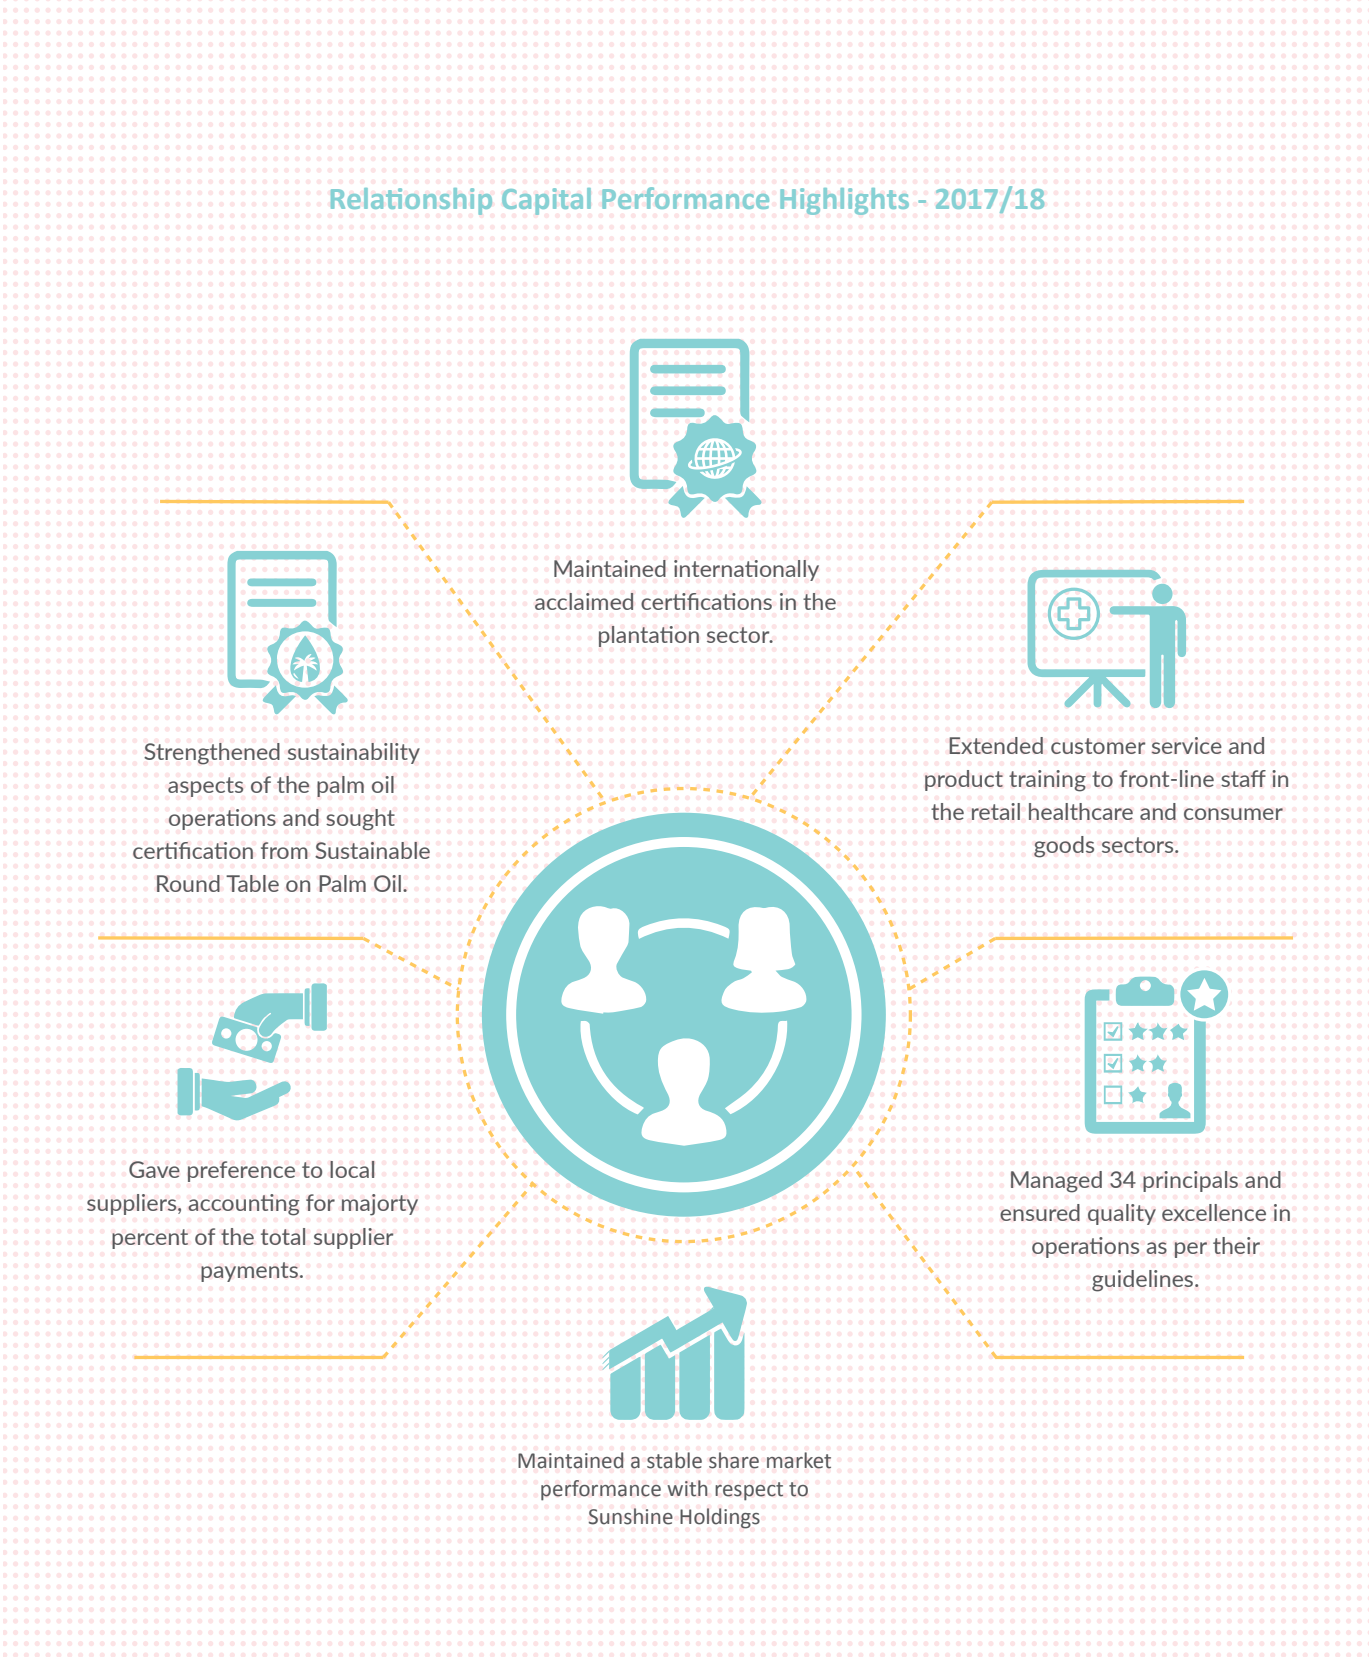 Relationship Capital Performance Highlights - 2017/18
Maintained internationally
acclaimed certifications in the
plantation sector.
Strengthened sustainability
aspects of the palm oil
operations and sought
certification from Sustainable
Round Table on Palm Oil.
Extended customer service and
product training to front-line staff in
the retail healthcare and consumer
goods sectors.
Gave preference to local
suppliers, accounting for majorty
percent of the total supplier
payments.
Managed 34 principals and
ensured quality excellence in
operations as per their
guidelines.
Maintained a stable share market
performance with respect to
Sunshine Holdings